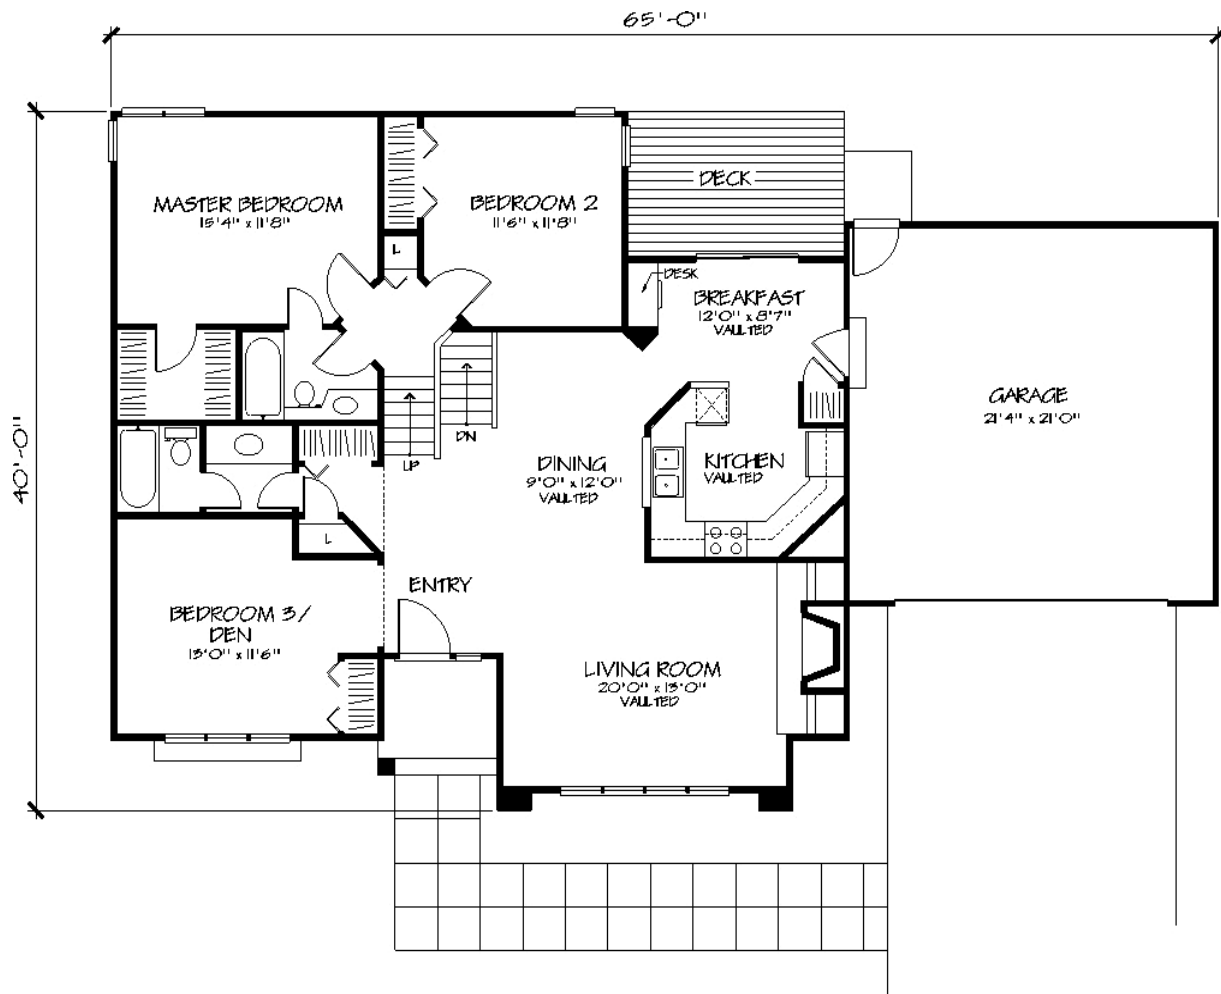 65'-0"
DECK
MASTER BEDROOM
15'4" x 11'8"
BEDROOM 2
11'6" x 11'8"
L
DESK
BREAKFAST
12'0" x 8'7"
VAULTED
GARAGE
21'4" x 21'0"
40'-0"
DN
UP
DINING
9'0" x 12'0"
VAULTED
KITCHEN
VAULTED
L
ENTRY
BEDROOM 3/
DEN
13'0" x 11'6"
LIVING ROOM
20'0" x 13'0"
VAULTED